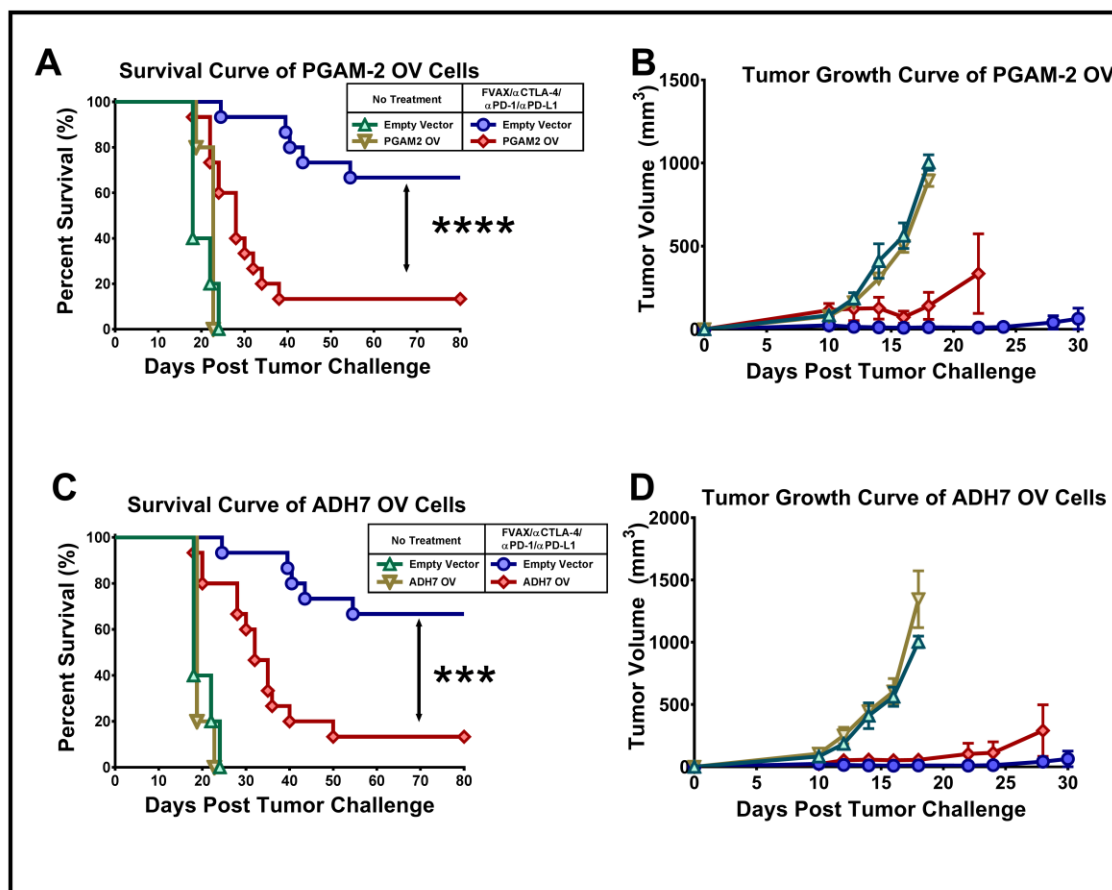 A
Survival Curve of PGAM-2 OV Cells
No Treatment
FVAX/αCTLA-4/
αPD-1/αPD-L1
Empty Vector
Empty Vector
PGAM2 OV
PGAM2 OV
Percent Survival (%)
100
80
60
40
20
0
****
0 10 20 30 40 50 60 70 80
Days Post Tumor Challenge
B
Tumor Growth Curve of PGAM-2 OV
Tumor Volume (mm3)
1500
1000
500
0
0 5 10 15 20 25 30
Days Post Tumor Challenge
C
Survival Curve of ADH7 OV Cells
No Treatment
FVAX/αCTLA-4/
αPD-1/αPD-L1
Empty Vector
Empty Vector
ADH7 OV
ADH7 OV
Percent Survival (%)
100
80
60
40
20
0
***
0 10 20 30 40 50 60 70 80
Days Post Tumor Challenge
D
Tumor Growth Curve of ADH7 OV Cells
Tumor Volume (mm3)
2000
1500
1000
500
0
0 5 10 15 20 25 30
Days Post Tumor Challenge